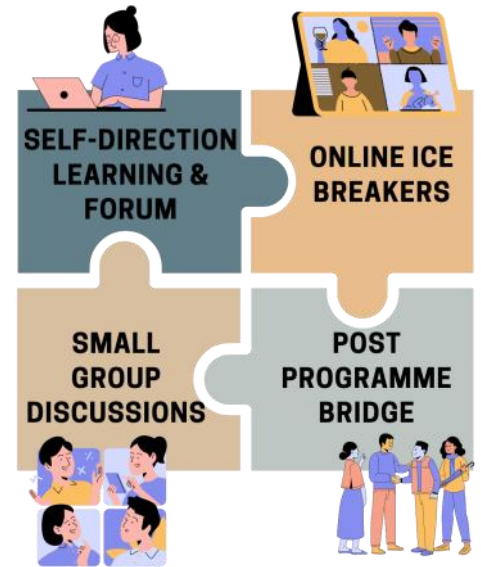 SELF-DIRECTION
LEARNING &
FORUM
ONLINE ICE
BREAKERS
SMALL
GROUP
DISCUSSIONS
POST
PROGRAMME
BRIDGE